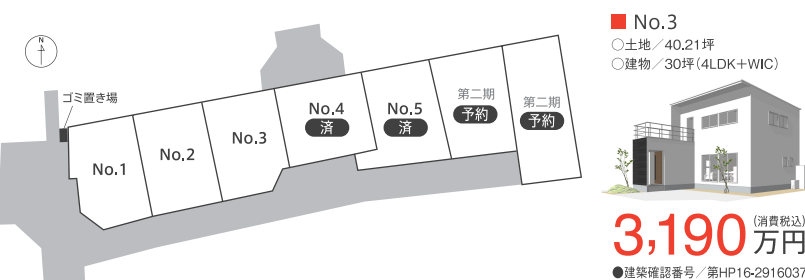 N
ゴミ置き場
No.1
No.2
No.3
No.4
済
No.5
済
第二期
予約
第二期
予約
■ No.3
○土地／40.21坪
○建物／30坪（4LDK+WIC）
3,190万円
（消費税込）
●建築確認番号／第HP16-2916037